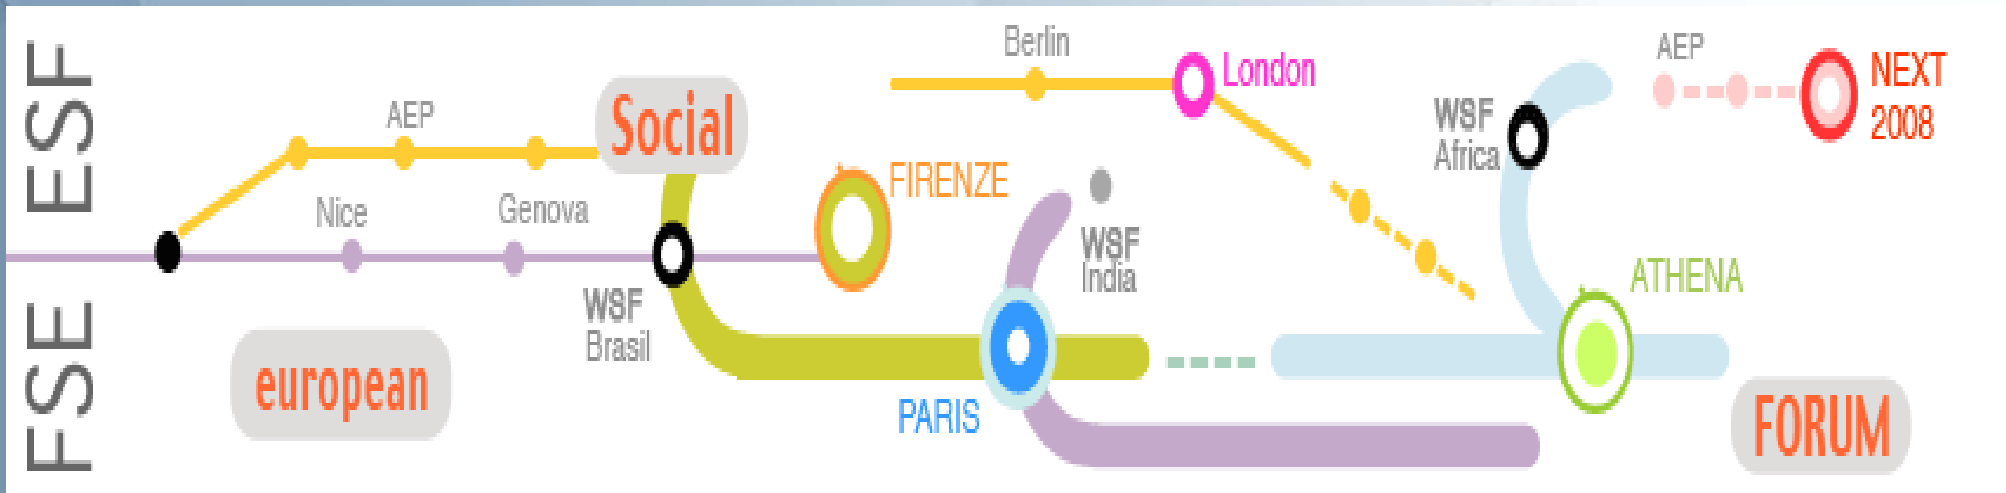 ESF
FSE
european
Social
FORUM
AEP
Nice
Genova
WSF
Brasil
FIRENZE
Berlin
London
WSF
India
PARIS
WSF
Africa
ATHENA
AEP
NEXT
2008